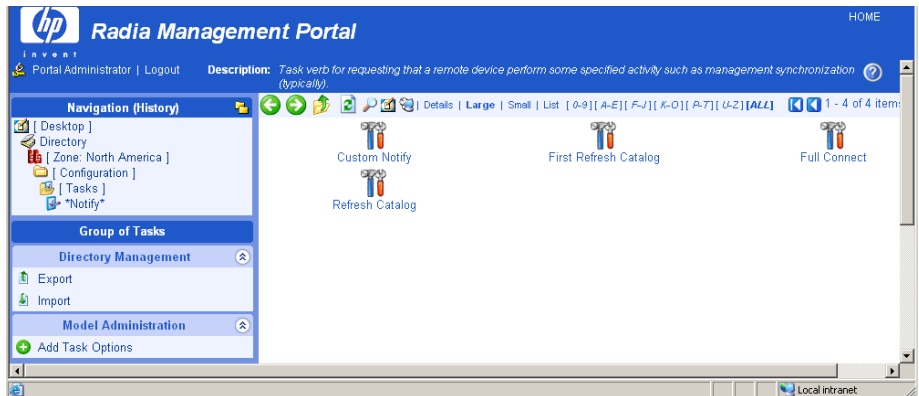 HOME
hp
invent
Radia Management Portal
Portal Administrator | Logout
Description: Task verb for requesting that a remote device perform some specified activity such as management synchronization
(typically).
Navigation (History)
[ Desktop ]
Directory
[ Zone: North America ]
[ Configuration ]
[ Tasks ]
*Notify*
Group of Tasks
Directory Management
Export
Import
Model Administration
Add Task Options
| Details | Large | Small | List [ 0-9 ] [ A-E ] [ F-J ] [ K-O ] [ P-T ] [ U-Z ] [ALL] 1 - 4 of 4 items
Custom Notify
First Refresh Catalog
Full Connect
Refresh Catalog
Local intranet